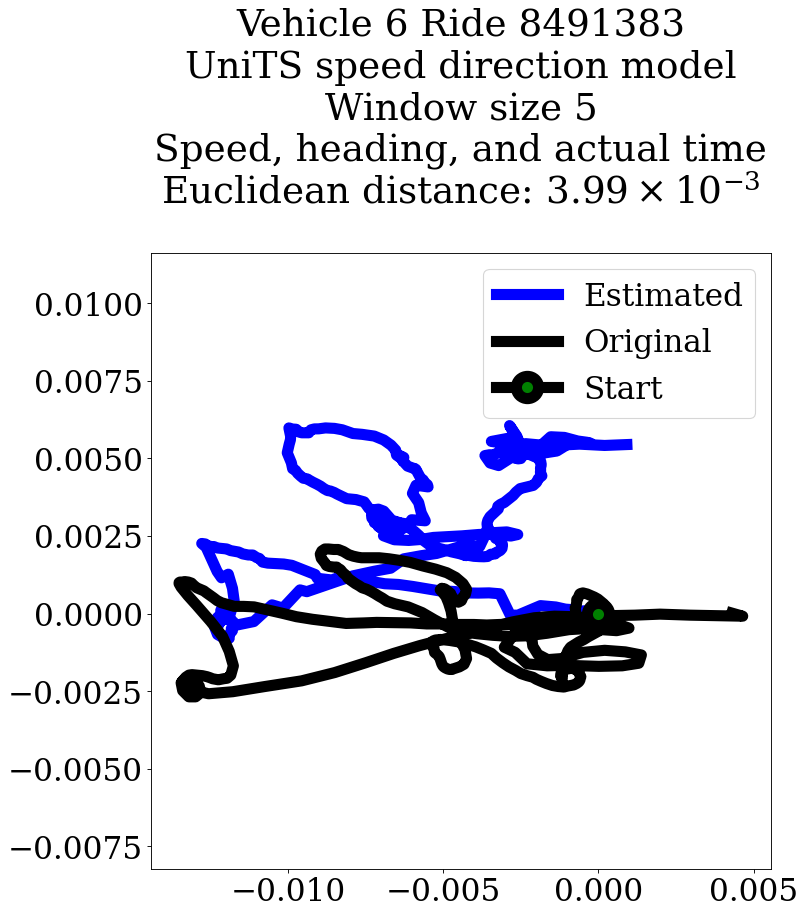 Vehicle 6 Ride 8491383
UniTS speed direction model
Window size 5
Speed, heading, and actual time
Euclidean distance: 3.99 × 10⁻³
Estimated
Original
Start
0.0100
0.0075
0.0050
0.0025
0.0000
−0.0025
−0.0050
−0.0075
−0.010 −0.005 0.000 0.005